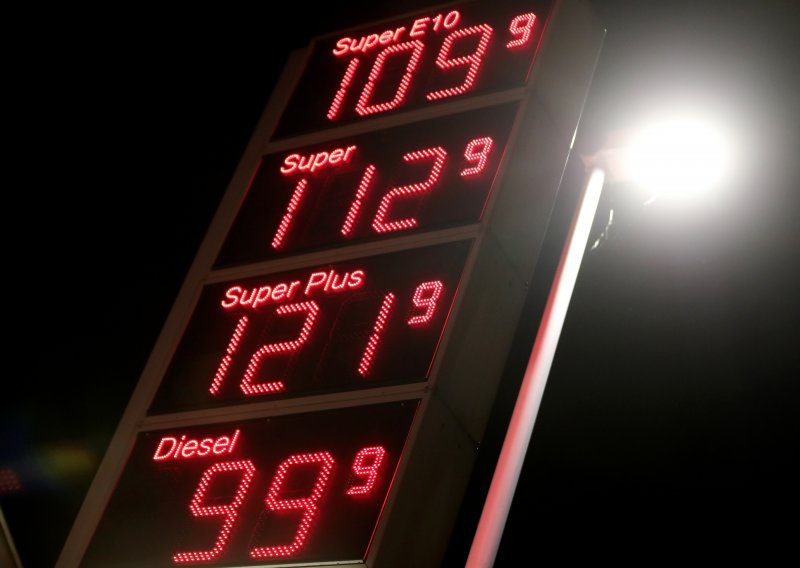 Super E10
109 9
Super
112 9
Super Plus
121 9
Diesel
99 9